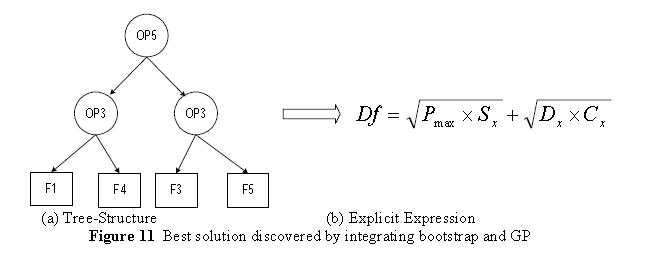 OP5
OP3 OP3
Df = √(P_max × S_x) + √(D_x × C_x)
F1 F4 F3 F5
(a) Tree-Structure (b) Explicit Expression
Figure 11 Best solution discovered by integrating bootstrap and GP